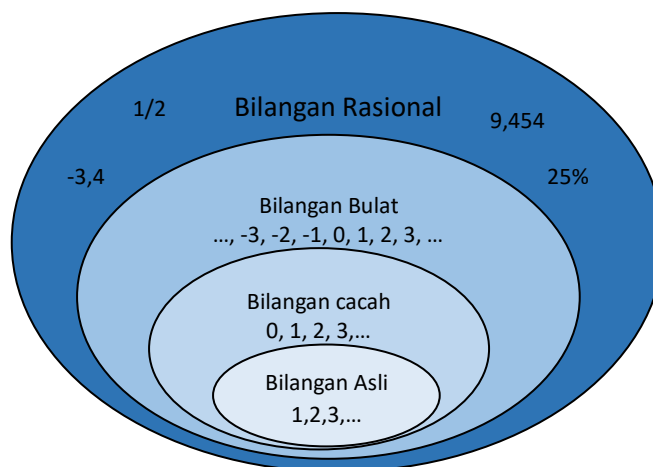 1/2
Bilangan Rasional
9,454
-3,4
25%
Bilangan Bulat
…, -3, -2, -1, 0, 1, 2, 3, …
Bilangan cacah
0, 1, 2, 3,…
Bilangan Asli
1,2,3,…